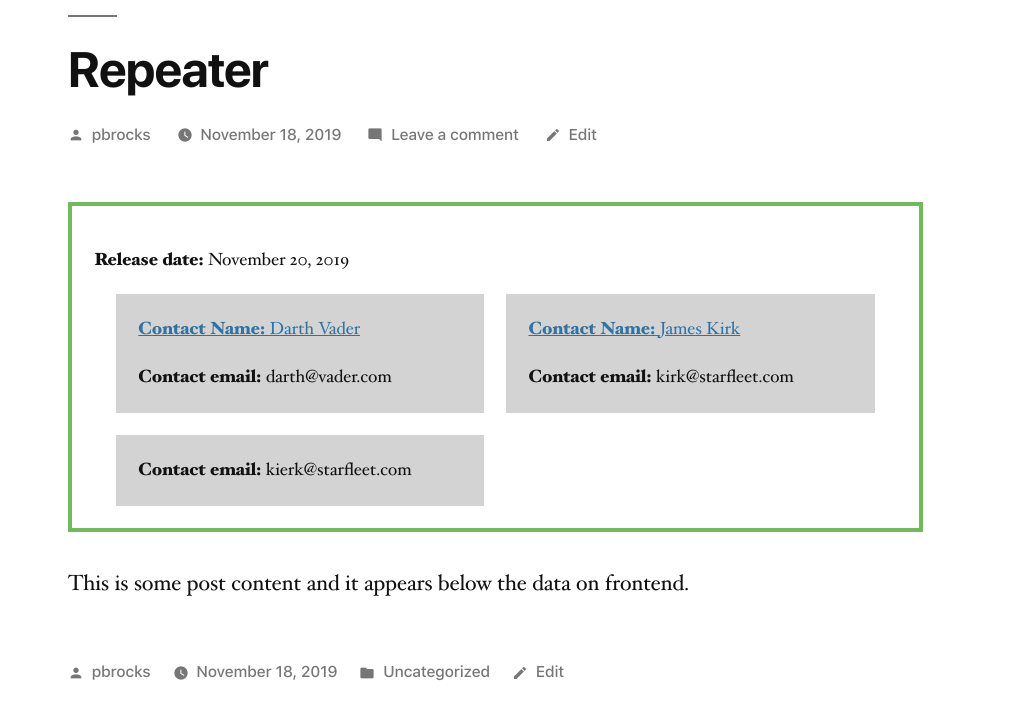 Repeater
pbrocks November 18, 2019 Leave a comment Edit
Release date: November 20, 2019
Contact Name: Darth Vader
Contact email: darth@vader.com
Contact Name: James Kirk
Contact email: kirk@starfleet.com
Contact email: kierk@starfleet.com
This is some post content and it appears below the data on frontend.
pbrocks November 18, 2019 Uncategorized Edit